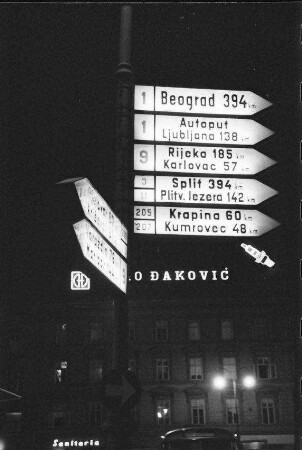 1 Beograd 394 km
1 Autoput
Ljubljana 138 km
9 Rijeka 185 km
Karlovac 57 km
Split 394 km
Plitv. Jezera 142 km
205 Krapina 60 km
207 Kumrovec 48 km
O ĐAKOVIĆ
Sanitaria